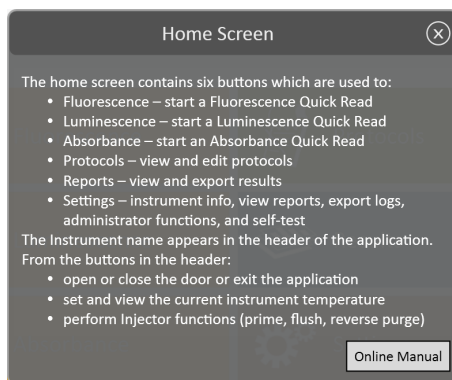 Home Screen
The home screen contains six buttons which are used to:
• Fluorescence – start a Fluorescence Quick Read
• Luminescence – start a Luminescence Quick Read
• Absorbance – start an Absorbance Quick Read
• Protocols – view and edit protocols
• Reports – view and export results
• Settings – instrument info, view reports, export logs,
administrator functions, and self-test
The Instrument name appears in the header of the application.
From the buttons in the header:
• open or close the door or exit the application
• set and view the current instrument temperature
• perform Injector functions (prime, flush, reverse purge)
Online Manual